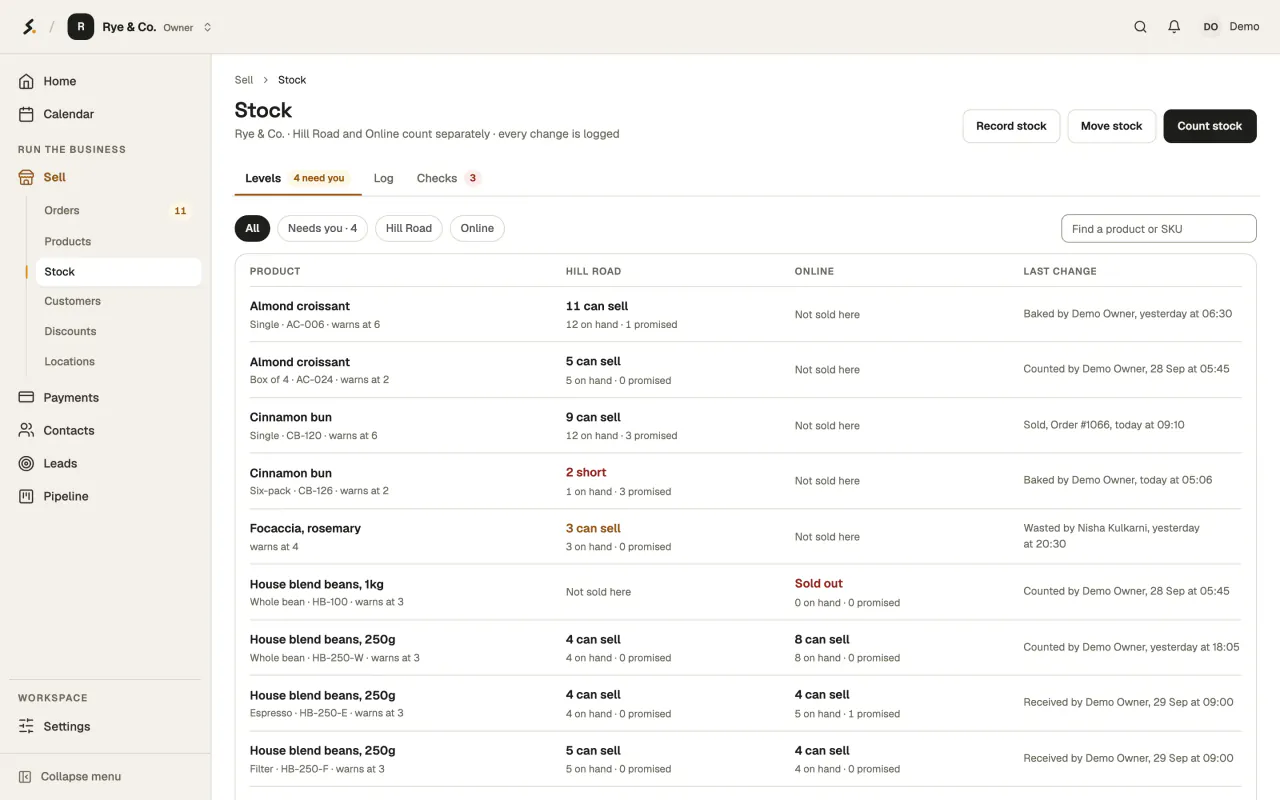 R Rye & Co. Owner
DO Demo
Home
Calendar
RUN THE BUSINESS
Sell
Orders 11
Products
Stock
Customers
Discounts
Locations
Payments
Contacts
Leads
Pipeline
WORKSPACE
Settings
Collapse menu
Sell > Stock
Stock
Rye & Co. · Hill Road and Online count separately · every change is logged
Record stock
Move stock
Count stock
Levels 4 need you
Log
Checks 3
All
Needs you · 4
Hill Road
Online
Find a product or SKU
PRODUCT HILL ROAD ONLINE LAST CHANGE
Almond croissant
Single · AC-006 · warns at 6
11 can sell
12 on hand · 1 promised
Not sold here
Baked by Demo Owner, yesterday at 06:30
Almond croissant
Box of 4 · AC-024 · warns at 2
5 can sell
5 on hand · 0 promised
Not sold here
Counted by Demo Owner, 28 Sep at 05:45
Cinnamon bun
Single · CB-120 · warns at 6
9 can sell
12 on hand · 3 promised
Not sold here
Sold, Order #1066, today at 09:10
Cinnamon bun
Six-pack · CB-126 · warns at 2
2 short
1 on hand · 3 promised
Not sold here
Baked by Demo Owner, today at 05:06
Focaccia, rosemary
warns at 4
3 can sell
3 on hand · 0 promised
Not sold here
Wasted by Nisha Kulkarni, yesterday
at 20:30
House blend beans, 1kg
Whole bean · HB-100 · warns at 3
Not sold here
Sold out
0 on hand · 0 promised
Counted by Demo Owner, 28 Sep at 05:45
House blend beans, 250g
Whole bean · HB-250-W · warns at 3
4 can sell
4 on hand · 0 promised
8 can sell
8 on hand · 0 promised
Counted by Demo Owner, yesterday at 18:05
House blend beans, 250g
Espresso · HB-250-E · warns at 3
4 can sell
4 on hand · 0 promised
4 can sell
5 on hand · 1 promised
Received by Demo Owner, 29 Sep at 09:00
House blend beans, 250g
Filter · HB-250-F · warns at 3
5 can sell
5 on hand · 0 promised
4 can sell
4 on hand · 0 promised
Received by Demo Owner, 29 Sep at 09:00